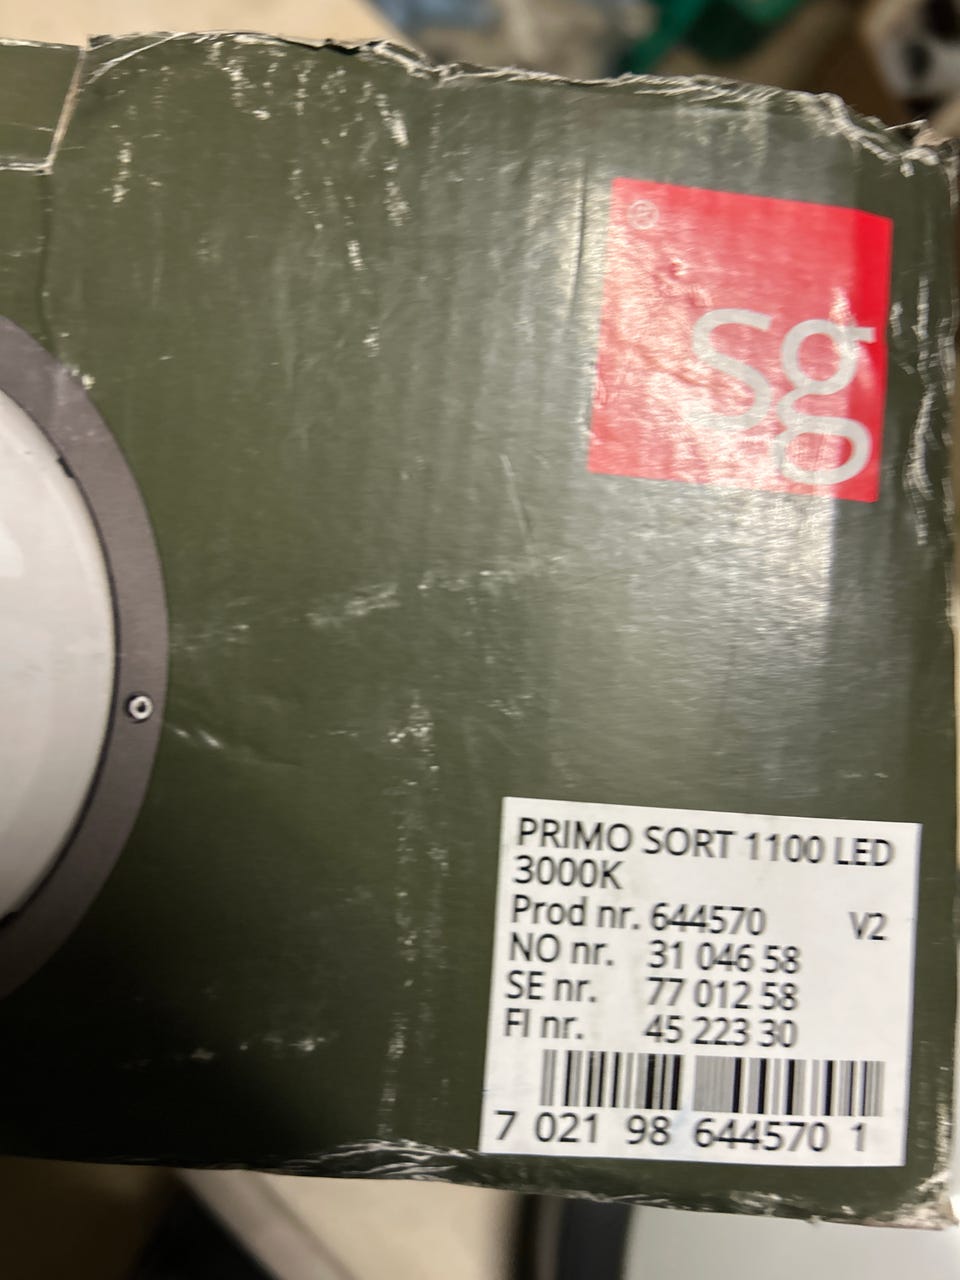 ®
sg
PRIMO SORT 1100 LED
3000K
Prod nr. 644570 V2
NO nr. 31 046 58
SE nr. 77 012 58
FI nr. 45 223 30
7 021 98 644570 1